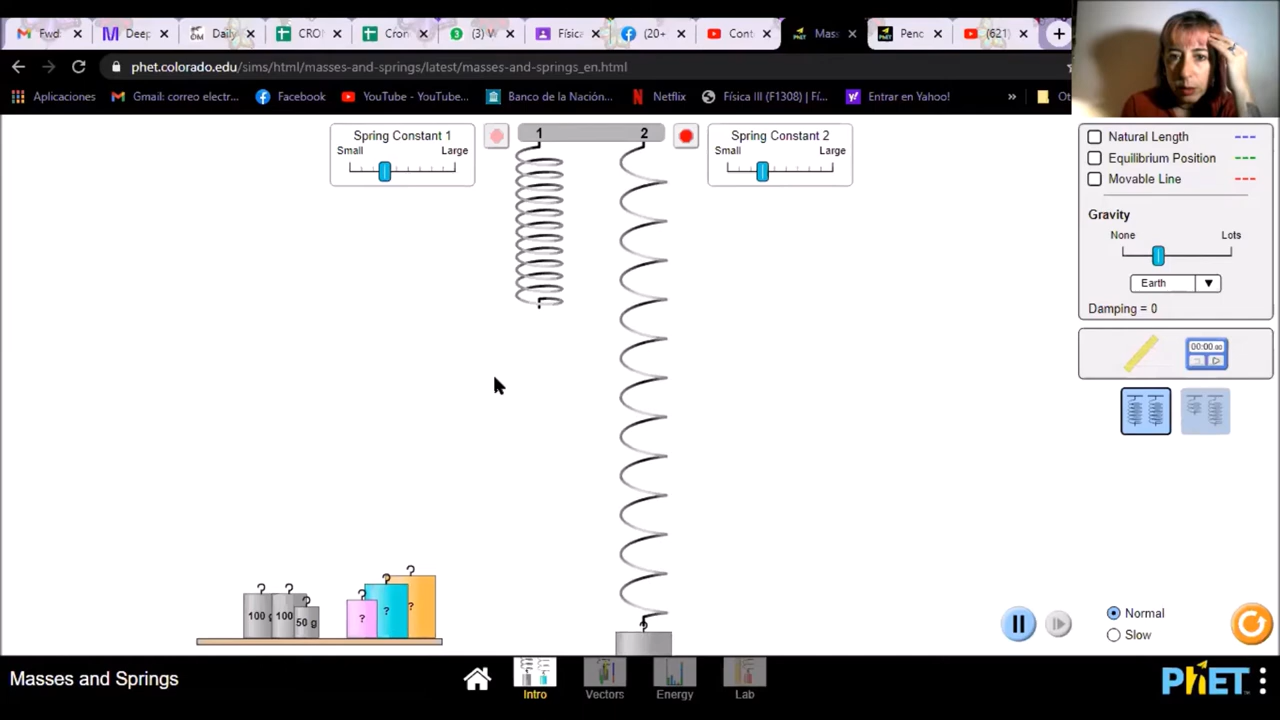 Fwd:
Deep
Daily
CRO
Cron
(3) V
Física
(20+
Cont
Mass
Penc
(621)
phet.colorado.edu/sims/html/masses-and-springs/latest/masses-and-springs_en.html
Aplicaciones
Gmail: correo electr...
Facebook
YouTube - YouTube...
Banco de la Nación...
Netflix
Física III (F1308) | Fí...
Entrar en Yahoo!
»
Ot
Spring Constant 1
Small Large
1 2
Spring Constant 2
Small Large
Natural Length
Equilibrium Position
Movable Line
Gravity
None Lots
Earth
Damping = 0
00:00.00
100 g
100
50 g
?
?
?
Normal
Slow
Masses and Springs
Intro
Vectors
Energy
Lab
PhET